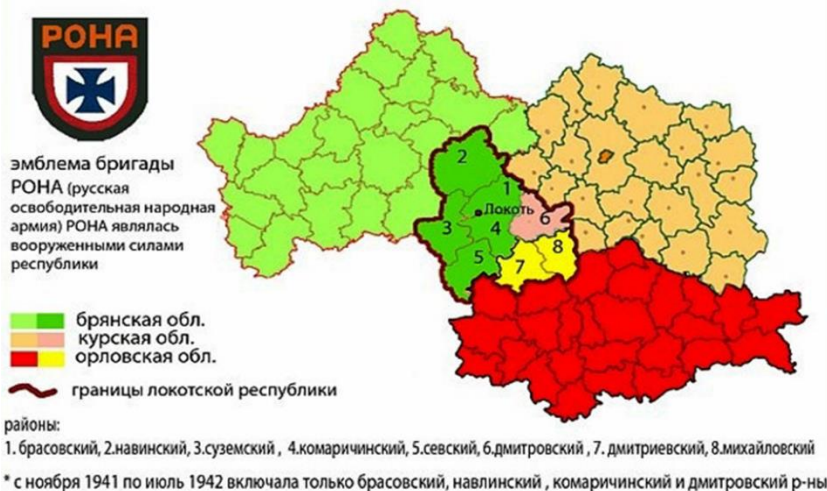 РОНА
эмблема бригады
РОНА (русская
освободительная народная
армия) РОНА являлась
вооруженными силами
республики
2
1
Локоть
6
3
4
8
5
7
брянская обл.
курская обл.
орловская обл.
границы локотской республики
районы:
1. брасовский, 2.навинский, 3.суземский , 4.комаричинский, 5.севский, 6.дмитровский , 7. дмитриевский, 8.михайловский
* с ноября 1941 по июль 1942 включала только брасовский, навлинский , комаричинский и дмитровский р-ны